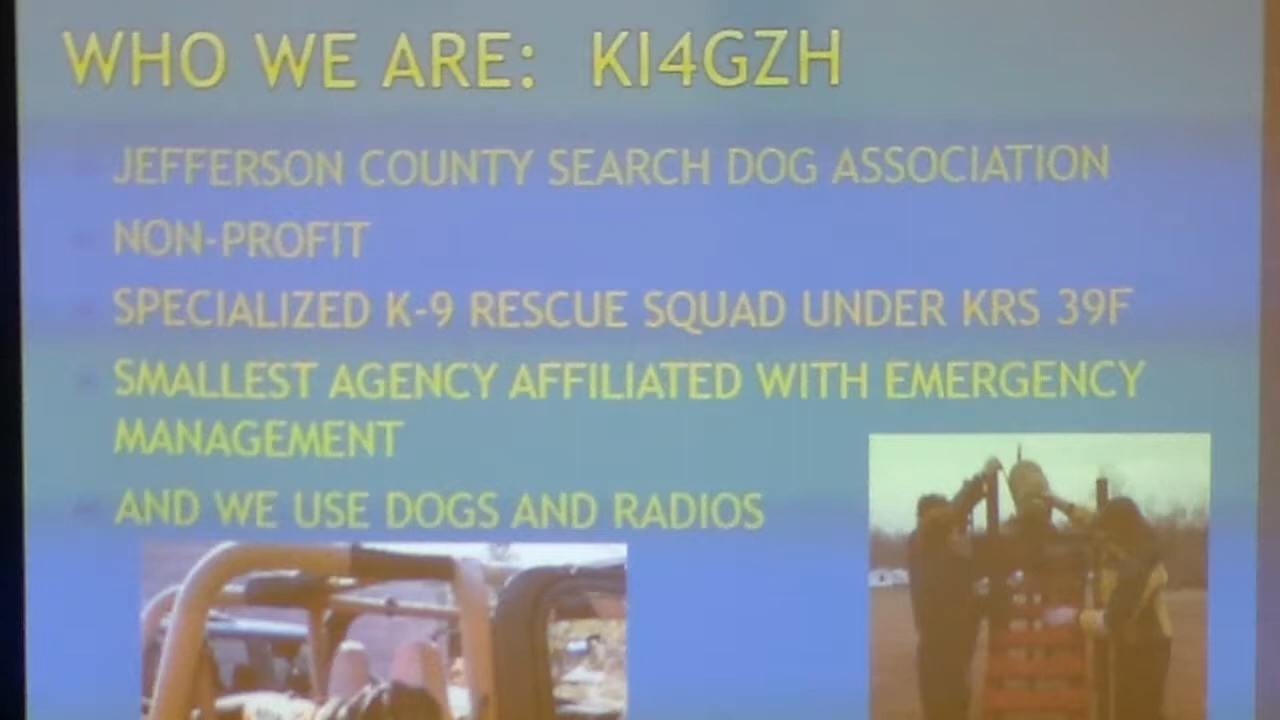 WHO WE ARE: KI4GZH
JEFFERSON COUNTY SEARCH DOG ASSOCIATION
NON-PROFIT
SPECIALIZED K-9 RESCUE SQUAD UNDER KRS 39F
SMALLEST AGENCY AFFILIATED WITH EMERGENCY
MANAGEMENT
AND WE USE DOGS AND RADIOS